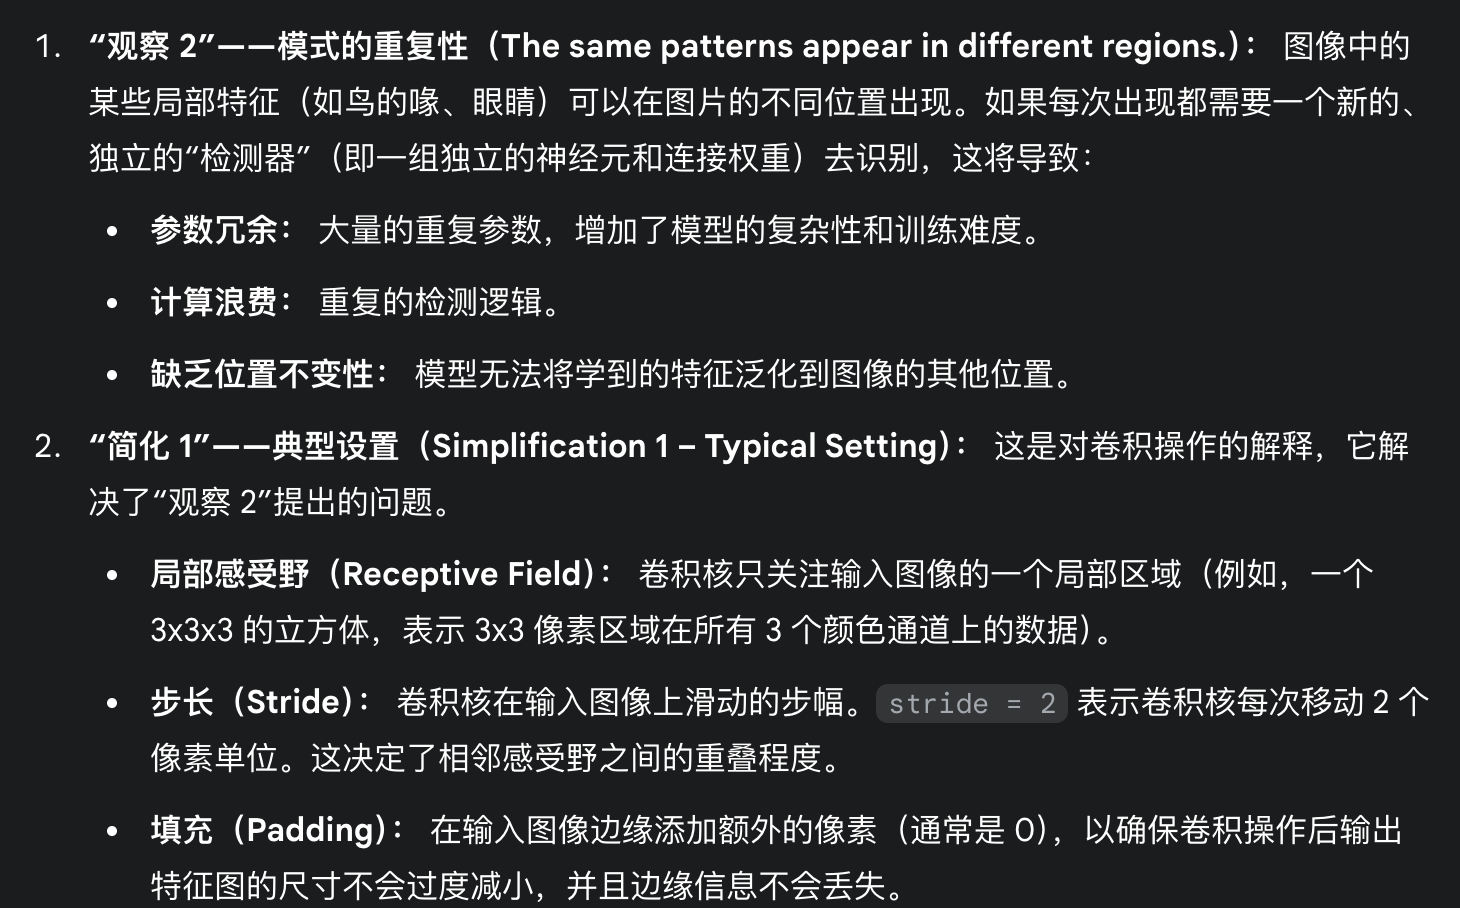 1. “观察 2”——模式的重复性（The same patterns appear in different regions.）： 图像中的
某些局部特征（如鸟的喙、眼睛）可以在图片的不同位置出现。如果每次出现都需要一个新的、
独立的“检测器”（即一组独立的神经元和连接权重）去识别，这将导致：
• 参数冗余： 大量的重复参数，增加了模型的复杂性和训练难度。
• 计算浪费： 重复的检测逻辑。
• 缺乏位置不变性： 模型无法将学到的特征泛化到图像的其他位置。
2. “简化 1”——典型设置（Simplification 1 – Typical Setting）： 这是对卷积操作的解释，它解
决了“观察 2”提出的问题。
• 局部感受野（Receptive Field）： 卷积核只关注输入图像的一个局部区域（例如，一个
3x3x3 的立方体，表示 3x3 像素区域在所有 3 个颜色通道上的数据）。
• 步长（Stride）： 卷积核在输入图像上滑动的步幅。stride = 2 表示卷积核每次移动 2 个
像素单位。这决定了相邻感受野之间的重叠程度。
• 填充（Padding）： 在输入图像边缘添加额外的像素（通常是 0），以确保卷积操作后输出
特征图的尺寸不会过度减小，并且边缘信息不会丢失。